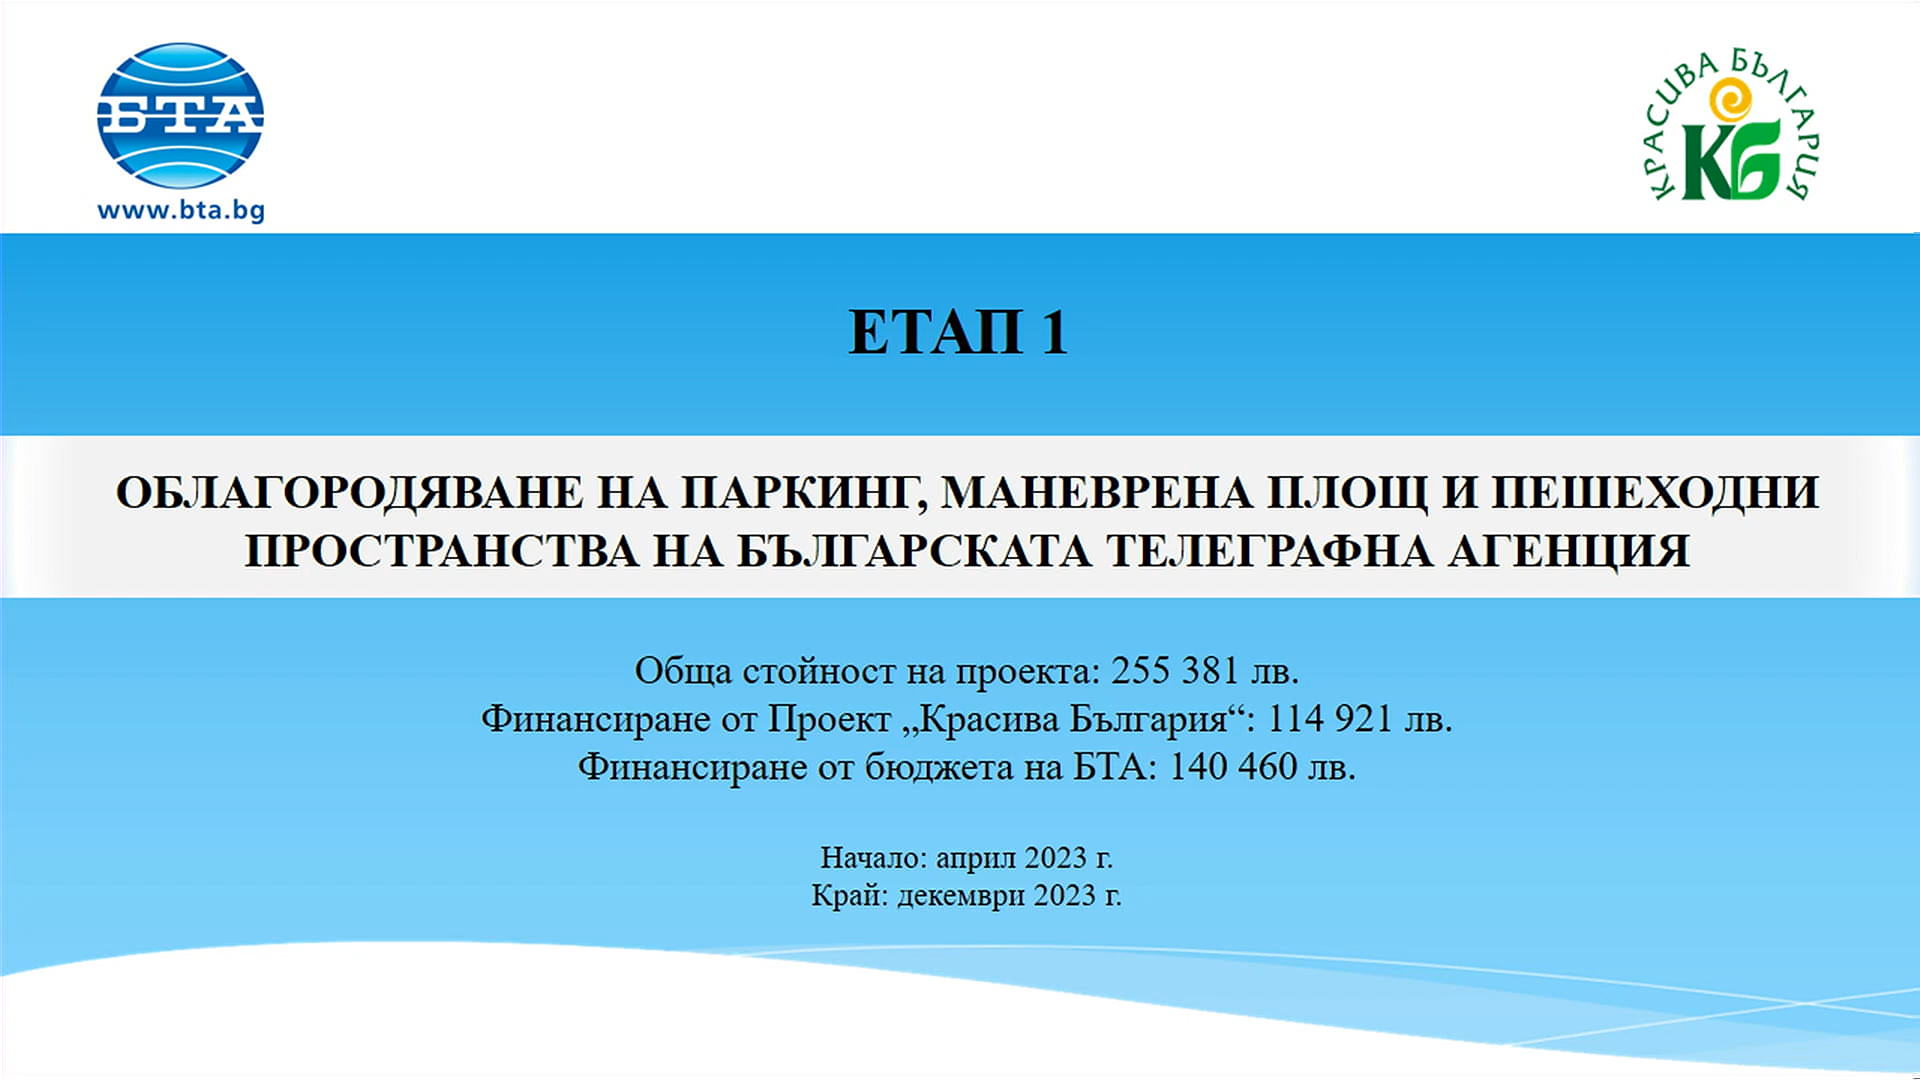 БТА
www.bta.bg
КРАСИВА БЪЛГАРИЯ
КБ
ЕТАП 1
ОБЛАГОРОДЯВАНЕ НА ПАРКИНГ, МАНЕВРЕНА ПЛОЩ И ПЕШЕХОДНИ
ПРОСТРАНСТВА НА БЪЛГАРСКАТА ТЕЛЕГРАФНА АГЕНЦИЯ
Обща стойност на проекта: 255 381 лв.
Финансиране от Проект „Красива България“: 114 921 лв.
Финансиране от бюджета на БТА: 140 460 лв.
Начало: април 2023 г.
Край: декември 2023 г.